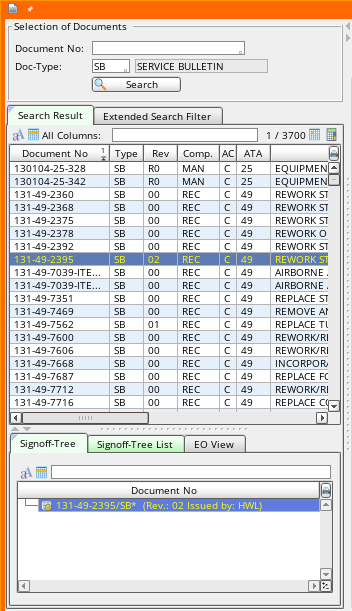 Selection of Documents
Document No:
Doc-Type: SB SERVICE BULLETIN
Search
Search Result Extended Search Filter
All Columns: 1 / 3700
Document No 1 Type Rev Comp. AC ATA
130104-25-328 SB R0 MAN C 25 EQUIPMEN
130104-25-342 SB R0 MAN C 25 EQUIPMEN
131-49-2360 SB 00 REC C 49 REWORK ST
131-49-2368 SB 00 REC C 49 REWORK ST
131-49-2375 SB 00 REC C 49 REWORK ST
131-49-2378 SB 00 REC C 49 REWORK O
131-49-2392 SB 00 REC C 49 REWORK ST
131-49-2395 SB 02 REC C 49 REWORK ST
131-49-7039-ITE... SB 00 REC C 49 AIRBORNE
131-49-7039-ITE... SB 00 REC C 49 AIRBORNE
131-49-7351 SB 00 REC C 49 REPLACE ST
131-49-7469 SB 00 REC C 49 REMOVE AN
131-49-7562 SB 01 REC C 49 REPLACE TU
131-49-7600 SB 00 REC C 49 REWORK/RE
131-49-7606 SB 00 REC C 49 REWORK/RE
131-49-7668 SB 00 REC C 49 INCORPORA
131-49-7687 SB 00 REC C 49 REPLACE FC
131-49-7712 SB 00 REC C 49 REWORK/RE
131-49-7716 SB 00 REC C 49 REPLACE CO
Signoff-Tree Signoff-Tree List EO View
Document No
131-49-2395/SB* (Rev.: 02 Issued by: HWL)